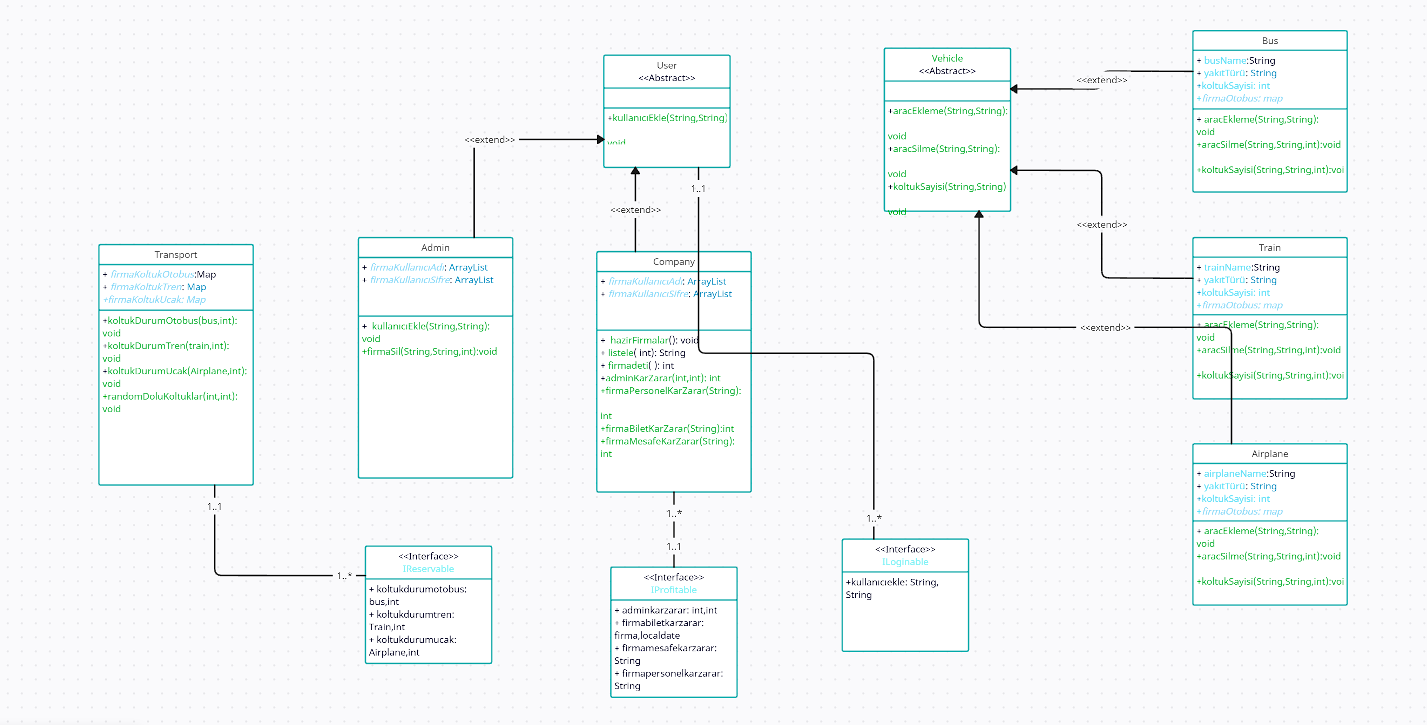 User
<<Abstract>>
+kullanıcıEkle(String,String)
void
Vehicle
<<Abstract>>
+aracEkleme(String,String):
void
+aracSilme(String,String):
void
+koltukSayisi(String,String)
void
Bus
+ busName:String
+ yakıtTürü: String
+koltukSayisi: int
+firmaOtobus: map
+ aracEkleme(String,String):
void
+aracSilme(String,String,int):void
+koltukSayisi(String,String,int):voi
<<extend>>
<<extend>>
<<extend>>
<<extend>>
<<extend>>
1..1
Transport
+ firmaKoltukOtobus:Map
+ firmaKoltukTren: Map
+firmaKoltukUcak: Map
+koltukDurumOtobus(bus,int):
void
+koltukDurumTren(train,int):
void
+koltukDurumUcak(Airplane,int):
void
+randomDoluKoltuklar(int,int):
void
Admin
+ firmaKullanıcıAdi: ArrayList
+ firmaKullanıcıSifre: ArrayList
+ kullanıcıEkle(String,String):
void
+firmaSil(String,String,int):void
Company
+ firmaKullanıcıAdi: ArrayList
+ firmaKullanıcıSifre: ArrayList
+ hazirFirmalar(): void
+ listele( int): String
+ firmadeti( ): int
+adminKarZarar(int,int): int
+firmaPersonelKarZarar(String):
int
+firmaBiletKarZarar(String):int
+firmaMesafeKarZarar(String):
int
Train
+ trainName:String
+ yakıtTürü: String
+koltukSayisi: int
+firmaOtobus: map
+ aracEkleme(String,String):
void
+aracSilme(String,String,int):void
+koltukSayisi(String,String,int):voi
Airplane
+ airplaneName:String
+ yakıtTürü: String
+koltukSayisi: int
+firmaOtobus: map
+ aracEkleme(String,String):
void
+aracSilme(String,String,int):void
+koltukSayisi(String,String,int):voi
1..1
1..*
1..*
1..1
1..*
<<Interface>>
IReservable
+ koltukdurumotobus:
bus,int
+ koltukdurumtren:
Train,int
+ koltukdurumucak:
Airplane,int
<<Interface>>
IProfitable
+ adminkarzarar: int,int
+ firmabiletkarzarar:
firma,localdate
+ firmamesafekarzarar:
String
+ firmapersonelkarzarar:
String
<<Interface>>
ILoginable
+kullanıcıekle: String,
String